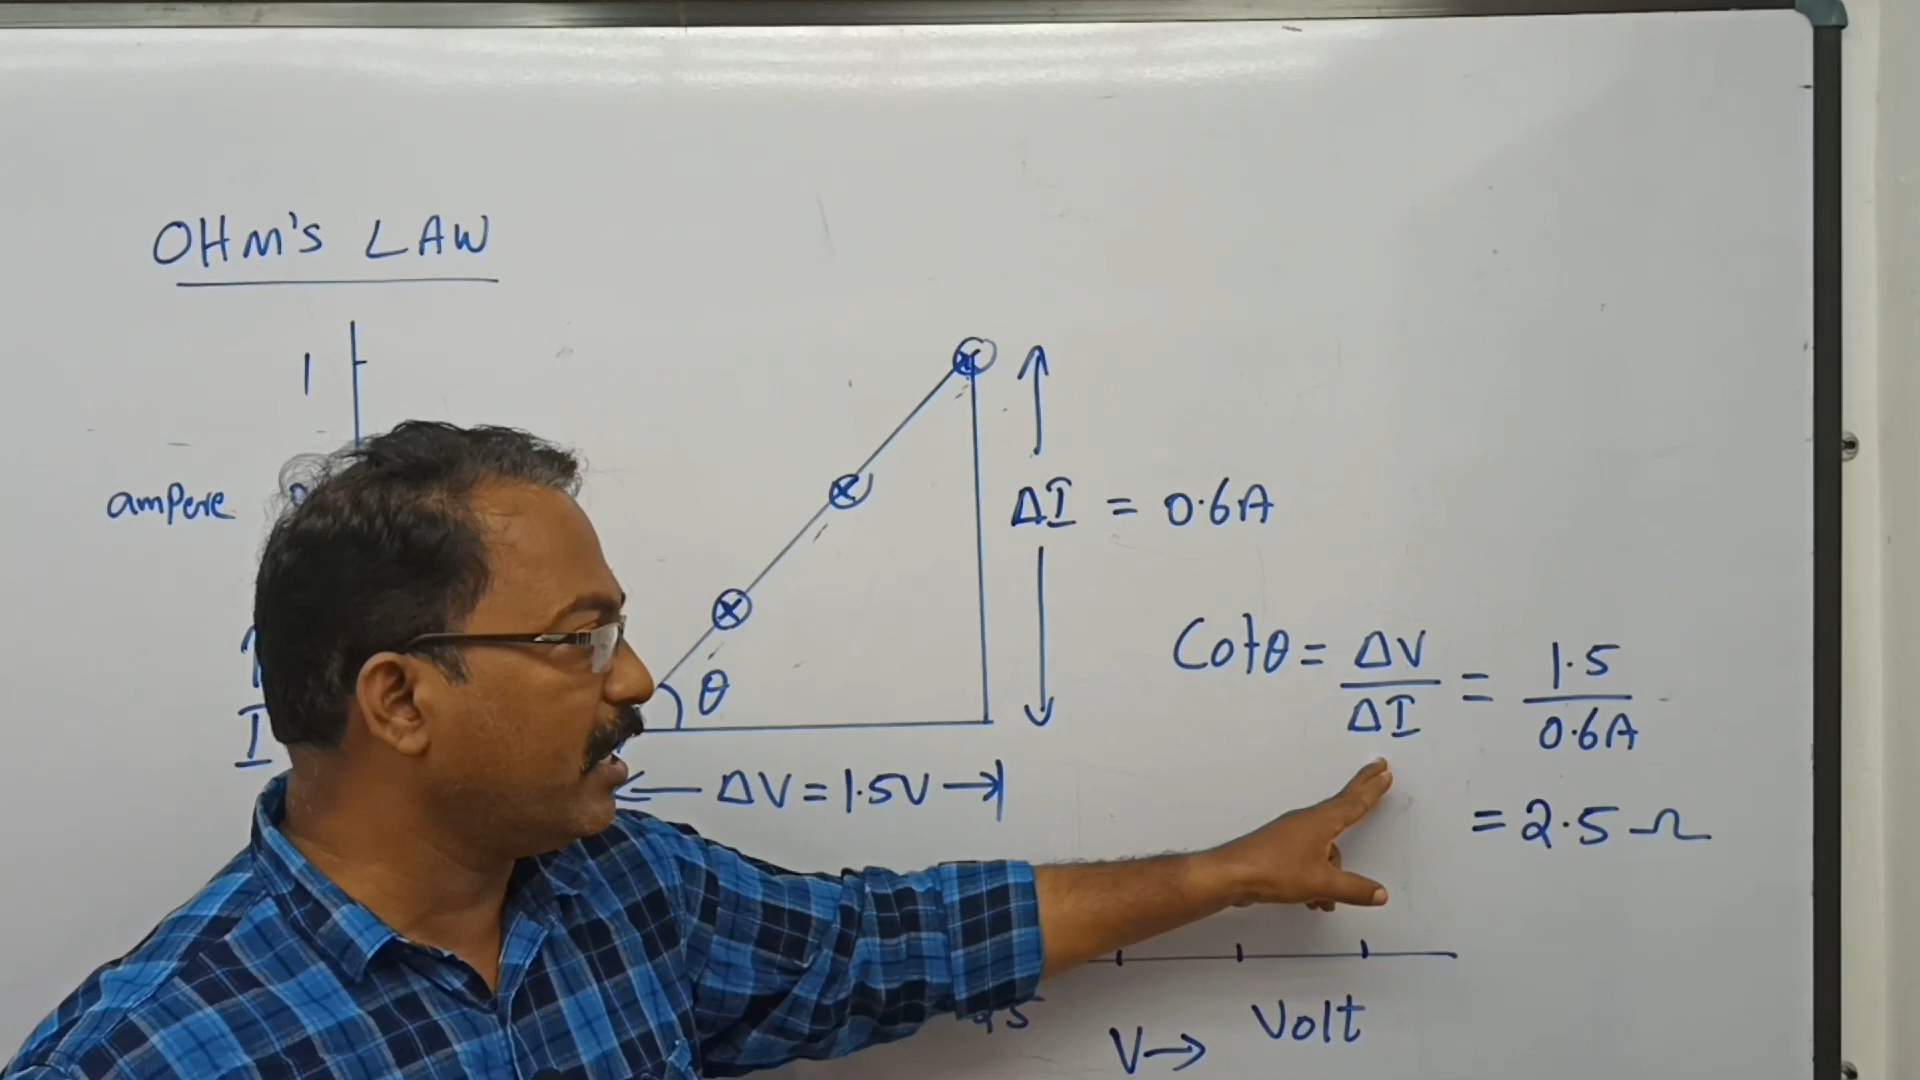 OHM'S LAW
1
ampere
I
θ
ΔI = 0.6A
ΔV = 1.5V
Cotθ = ΔV/ΔI = 1.5/0.6A
= 2.5 Ω
V→
Volt